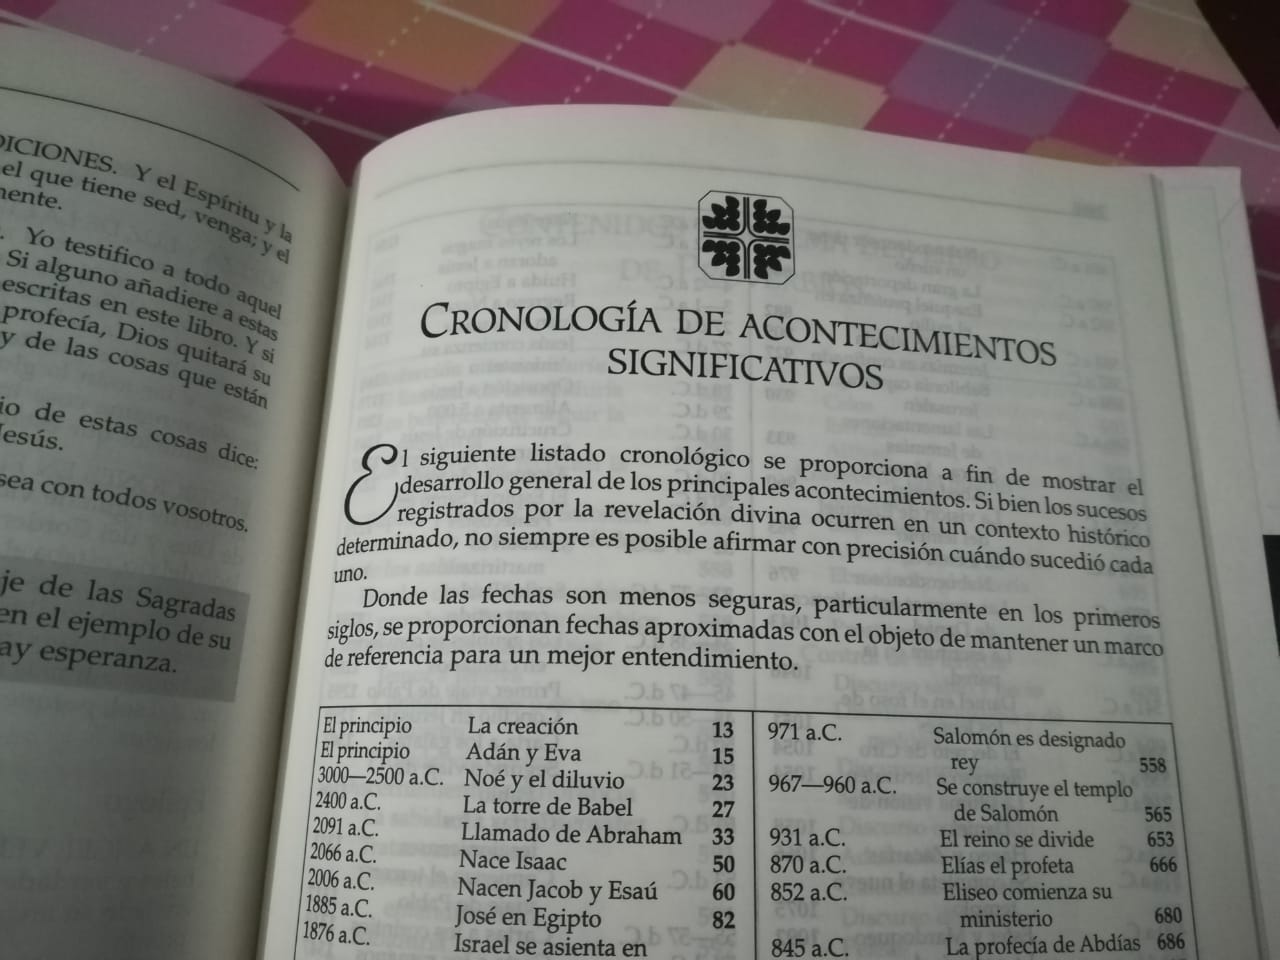 DICIONES. Y el Espíritu y la
el que tiene sed, venga; y el
mente.
Yo testifico a todo aquel
Si alguno añadiere a estas
escritas en este libro. Y si
profecía, Dios quitará su
y de las cosas que están
io de estas cosas dice:
Jesús.
sea con todos vosotros.
je de las Sagradas
en el ejemplo de su
ay esperanza.
CRONOLOGÍA DE ACONTECIMIENTOS
SIGNIFICATIVOS
El siguiente listado cronológico se proporciona a fin de mostrar el
desarrollo general de los principales acontecimientos. Si bien los sucesos
registrados por la revelación divina ocurren en un contexto histórico
determinado, no siempre es posible afirmar con precisión cuándo sucedió cada
uno.
Donde las fechas son menos seguras, particularmente en los primeros
siglos, se proporcionan fechas aproximadas con el objeto de mantener un marco
de referencia para un mejor entendimiento.
El principio La creación 13
El principio Adán y Eva 15
3000—2500 a.C. Noé y el diluvio 23
2400 a.C. La torre de Babel 27
2091 a.C. Llamado de Abraham 33
2066 a.C. Nace Isaac 50
2006 a.C. Nacen Jacob y Esaú 60
1885 a.C. José en Egipto 82
1876 a.C. Israel se asienta en
971 a.C. Salomón es designado
rey 558
967—960 a.C. Se construye el templo
de Salomón 565
931 a.C. El reino se divide 653
870 a.C. Elías el profeta 666
852 a.C. Eliseo comienza su
ministerio 680
845 a.C. La profecía de Abdías 686